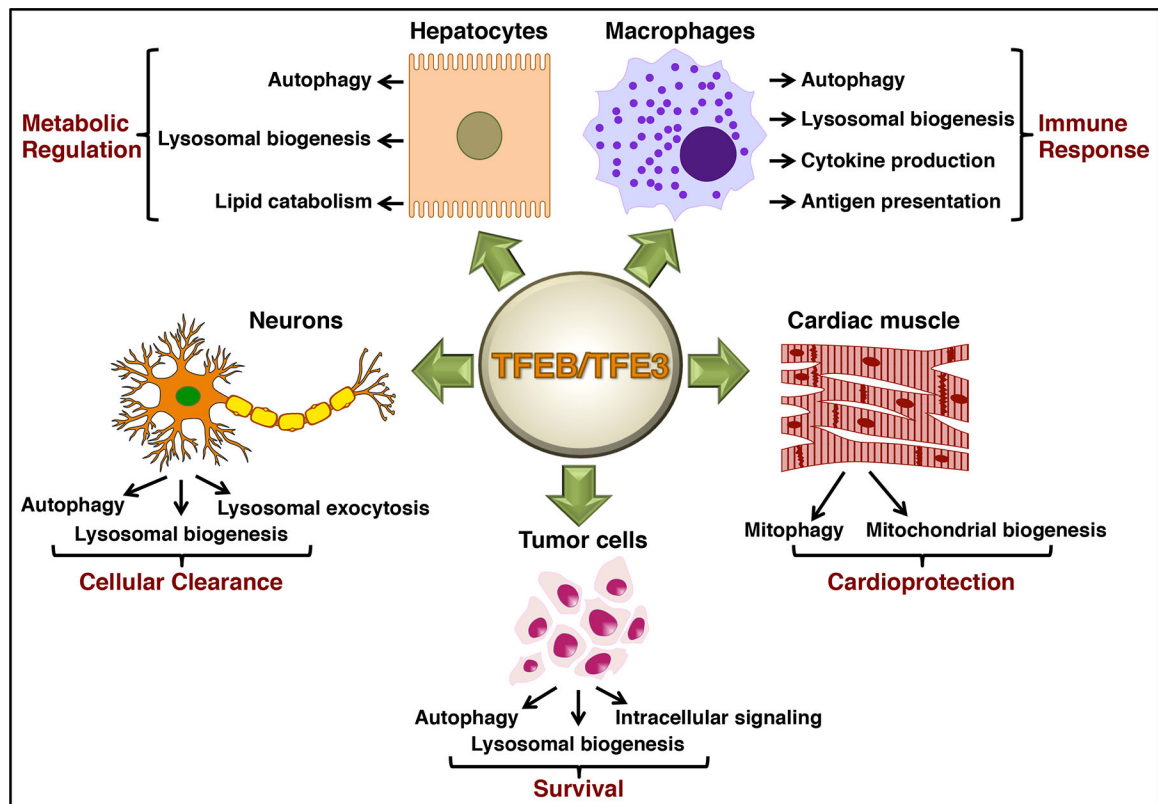 Hepatocytes
Autophagy
Lysosomal biogenesis
Lipid catabolism
Metabolic
Regulation
Macrophages
Autophagy
Lysosomal biogenesis
Cytokine production
Antigen presentation
Immune
Response
TFEB/TFE3
Neurons
Autophagy
Lysosomal exocytosis
Lysosomal biogenesis
Cellular Clearance
Cardiac muscle
Mitophagy
Mitochondrial biogenesis
Cardioprotection
Tumor cells
Autophagy
Intracellular signaling
Lysosomal biogenesis
Survival